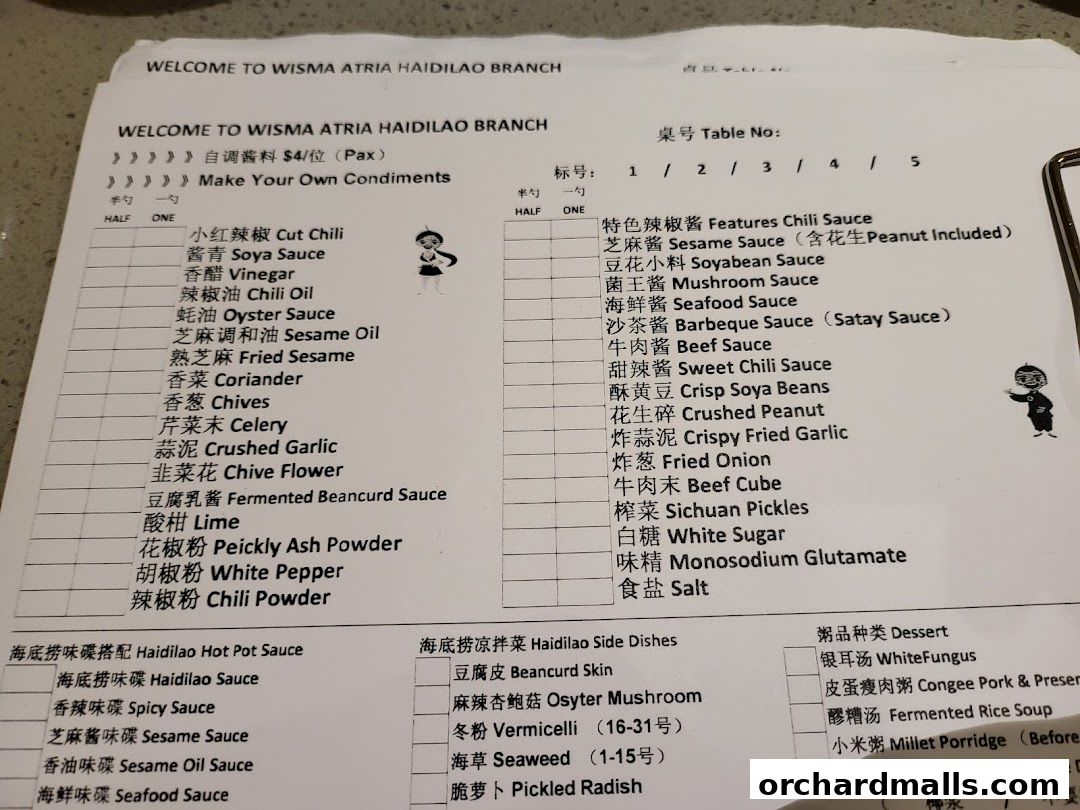 WELCOME TO WISMA ATRIA HAIDILAO BRANCH
桌号 Table No:
WELCOME TO WISMA ATRIA HAIDILAO BRANCH
桌号 Table No:
》》》》》自调酱料 $4/位（Pax）
》》》》》Make Your Own Condiments
标号: 1 / 2 / 3 / 4 / 5
半勺 一勺
HALF ONE
小红辣椒 Cut Chili
酱青 Soya Sauce
香醋 Vinegar
辣椒油 Chili Oil
蚝油 Oyster Sauce
芝麻调和油 Sesame Oil
熟芝麻 Fried Sesame
香菜 Coriander
香葱 Chives
芹菜末 Celery
蒜泥 Crushed Garlic
韭菜花 Chive Flower
豆腐乳酱 Fermented Beancurd Sauce
酸柑 Lime
花椒粉 Peickly Ash Powder
胡椒粉 White Pepper
辣椒粉 Chili Powder
半勺 一勺
HALF ONE
特色辣椒酱 Features Chili Sauce
芝麻酱 Sesame Sauce（含花生Peanut Included）
豆花小料 Soyabean Sauce
菌王酱 Mushroom Sauce
海鲜酱 Seafood Sauce
沙茶酱 Barbeque Sauce（Satay Sauce）
牛肉酱 Beef Sauce
甜辣酱 Sweet Chili Sauce
酥黄豆 Crisp Soya Beans
花生碎 Crushed Peanut
炸蒜泥 Crispy Fried Garlic
炸葱 Fried Onion
牛肉末 Beef Cube
榨菜 Sichuan Pickles
白糖 White Sugar
味精 Monosodium Glutamate
食盐 Salt
海底捞味碟搭配 Haidilao Hot Pot Sauce
海底捞味碟 Haidilao Sauce
香辣味碟 Spicy Sauce
芝麻酱味碟 Sesame Sauce
香油味碟 Sesame Oil Sauce
海鲜味碟 Seafood Sauce
海底捞凉拌菜 Haidilao Side Dishes
豆腐皮 Beancurd Skin
麻辣杏鲍菇 Osyter Mushroom
冬粉 Vermicelli （16-31号）
海草 Seaweed （1-15号）
脆萝卜 Pickled Radish
粥品种类 Dessert
银耳汤 WhiteFungus
皮蛋瘦肉粥 Congee Pork & Preser
醪糟汤 Fermented Rice Soup
小米粥 Millet Porridge （Before
orchardmalls.com